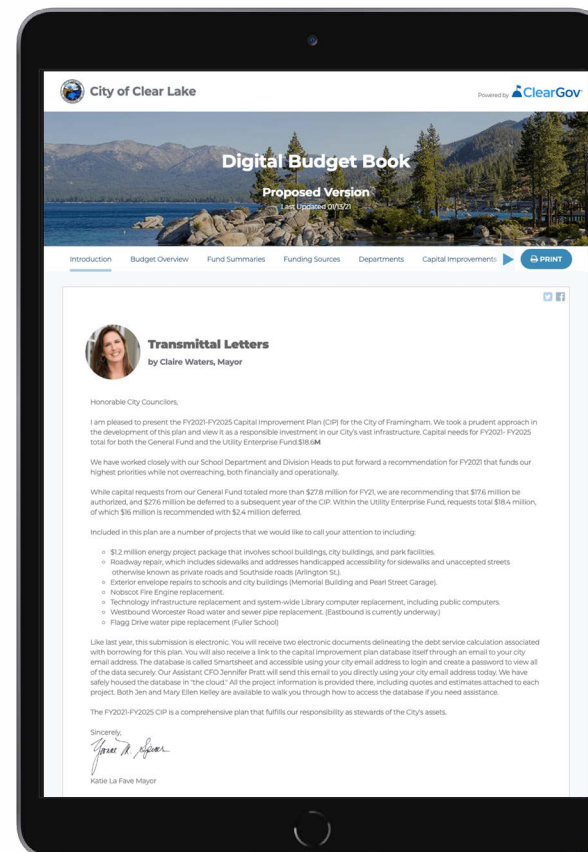 City of Clear Lake
Powered by ClearGov
Digital Budget Book
Proposed Version
Last Updated 01/13/21
Introduction Budget Overview Fund Summaries Funding Sources Departments Capital Improvements PRINT
Transmittal Letters
by Claire Waters, Mayor
Honorable City Councilors,
I am pleased to present the FY2021-FY2025 Capital Improvement Plan (CIP) for the City of Framingham. We took a prudent approach in
the development of this plan and view it as a responsible investment in our City's vast infrastructure. Capital needs for FY2021- FY2025
total for both the General Fund and the Utility Enterprise Fund.$18.6M
We have worked closely with our School Department and Division Heads to put forward a recommendation for FY2021 that funds our
highest priorities while not overreaching, both financially and operationally.
While capital requests from our General Fund totaled more than $27.8 million for FY21, we are recommending that $17.6 million be
authorized, and $27.6 million be deferred to a subsequent year of the CIP. Within the Utility Enterprise Fund, requests total $18.4 million,
of which $16 million is recommended with $2.4 million deferred.
Included in this plan are a number of projects that we would like to call your attention to including:
$1.2 million energy project package that involves school buildings, city buildings, and park facilities.
Roadway repair, which includes sidewalks and addresses handicapped accessibility for sidewalks and unaccepted streets
otherwise known as private roads and Southside roads (Arlington St.).
Exterior envelope repairs to schools and city buildings (Memorial Building and Pearl Street Garage).
Nobscot Fire Engine replacement.
Technology infrastructure replacement and system-wide Library computer replacement, including public computers.
Westbound Worcester Road water and sewer pipe replacement. (Eastbound is currently underway.)
Flagg Drive water pipe replacement (Fuller School)
Like last year, this submission is electronic. You will receive two electronic documents delineating the debt service calculation associated
with borrowing for this plan. You will also receive a link to the capital improvement plan database itself through an email to your city
email address. The database is called Smartsheet and accessible using your city email address to login and create a password to view all
of the data securely. Our Assistant CFO Jennifer Pratt will send this email to you directly using your city email address today. We have
safely housed the database in "the cloud." All the project information is provided there, including quotes and estimates attached to each
project. Both Jen and Mary Ellen Kelley are available to walk you through how to access the database if you need assistance.
The FY2021-FY2025 CIP is a comprehensive plan that fulfills our responsibility as stewards of the City's assets.
Sincerely,
Katie La Fave Mayor